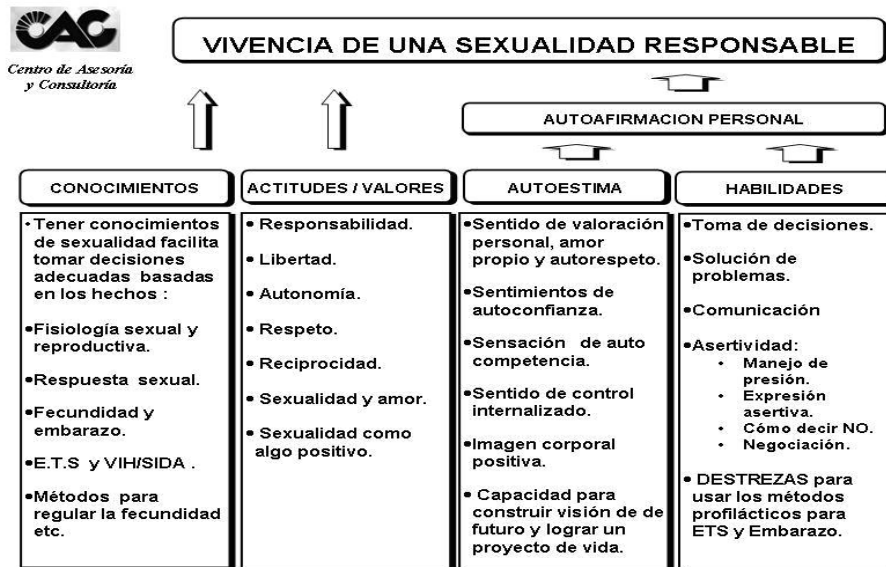 CAC
Centro de Asesoría
y Consultoría
VIVENCIA DE UNA SEXUALIDAD RESPONSABLE
AUTOAFIRMACION PERSONAL
CONOCIMIENTOS
•Tener conocimientos
de sexualidad facilita
tomar decisiones
adecuadas basadas
en los hechos :
•Fisiología sexual y
reproductiva.
•Respuesta sexual.
•Fecundidad y
embarazo.
•E.T.S y VIH/SIDA .
•Métodos para
regular la fecundidad
etc.
ACTITUDES / VALORES
• Responsabilidad.
• Libertad.
• Autonomía.
• Respeto.
• Reciprocidad.
• Sexualidad y amor.
• Sexualidad como
algo positivo.
AUTOESTIMA
•Sentido de valoración
personal, amor
propio y autorespeto.
•Sentimientos de
autoconfianza.
•Sensación de auto
competencia.
•Sentido de control
internalizado.
•Imagen corporal
positiva.
• Capacidad para
construir visión de de
futuro y lograr un
proyecto de vida.
HABILIDADES
•Toma de decisiones.
•Solución de
problemas.
•Comunicación
•Asertividad:
• Manejo de
presión.
• Expresión
asertiva.
• Cómo decir NO.
• Negociación.
• DESTREZAS para
usar los métodos
profilácticos para
ETS y Embarazo.